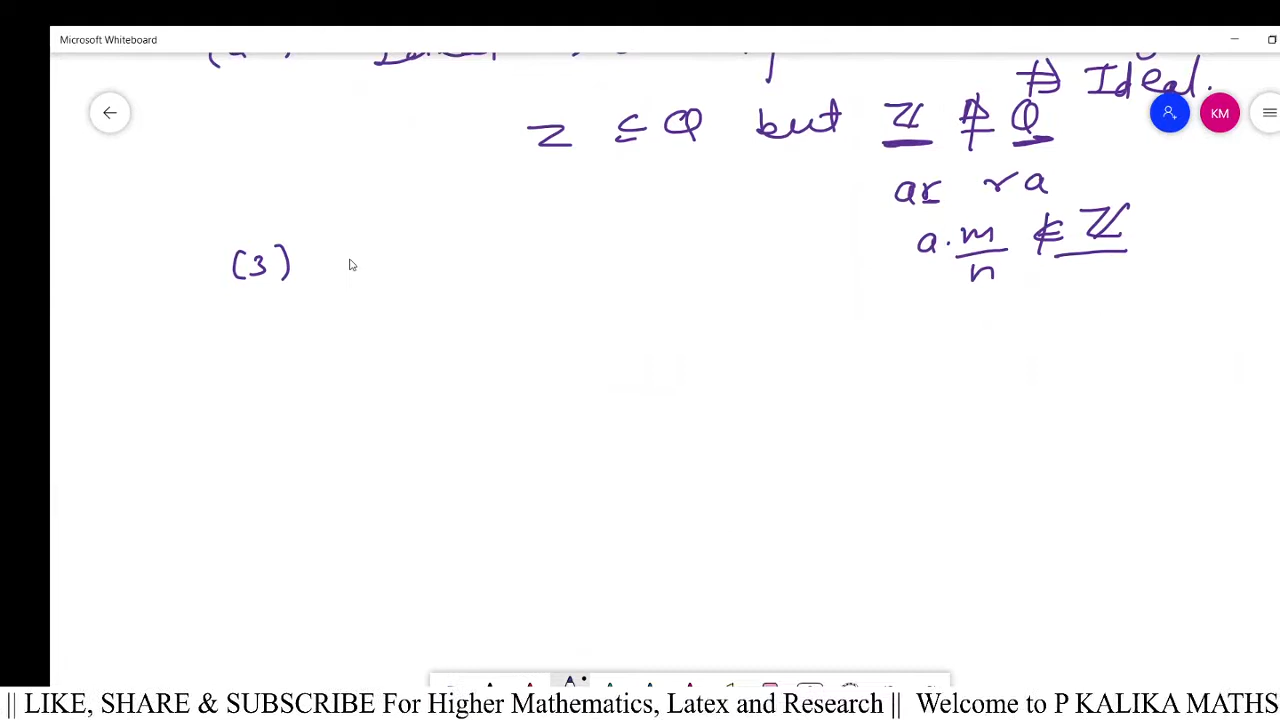 Microsoft Whiteboard
⇏ Ideal.
Z ⊆ Q but ℤ ⋬ Q
KM
ar ra
a. m/n ∉ ℤ
(3)
|| LIKE, SHARE & SUBSCRIBE For Higher Mathematics, Latex and Research || Welcome to P KALIKA MATHS